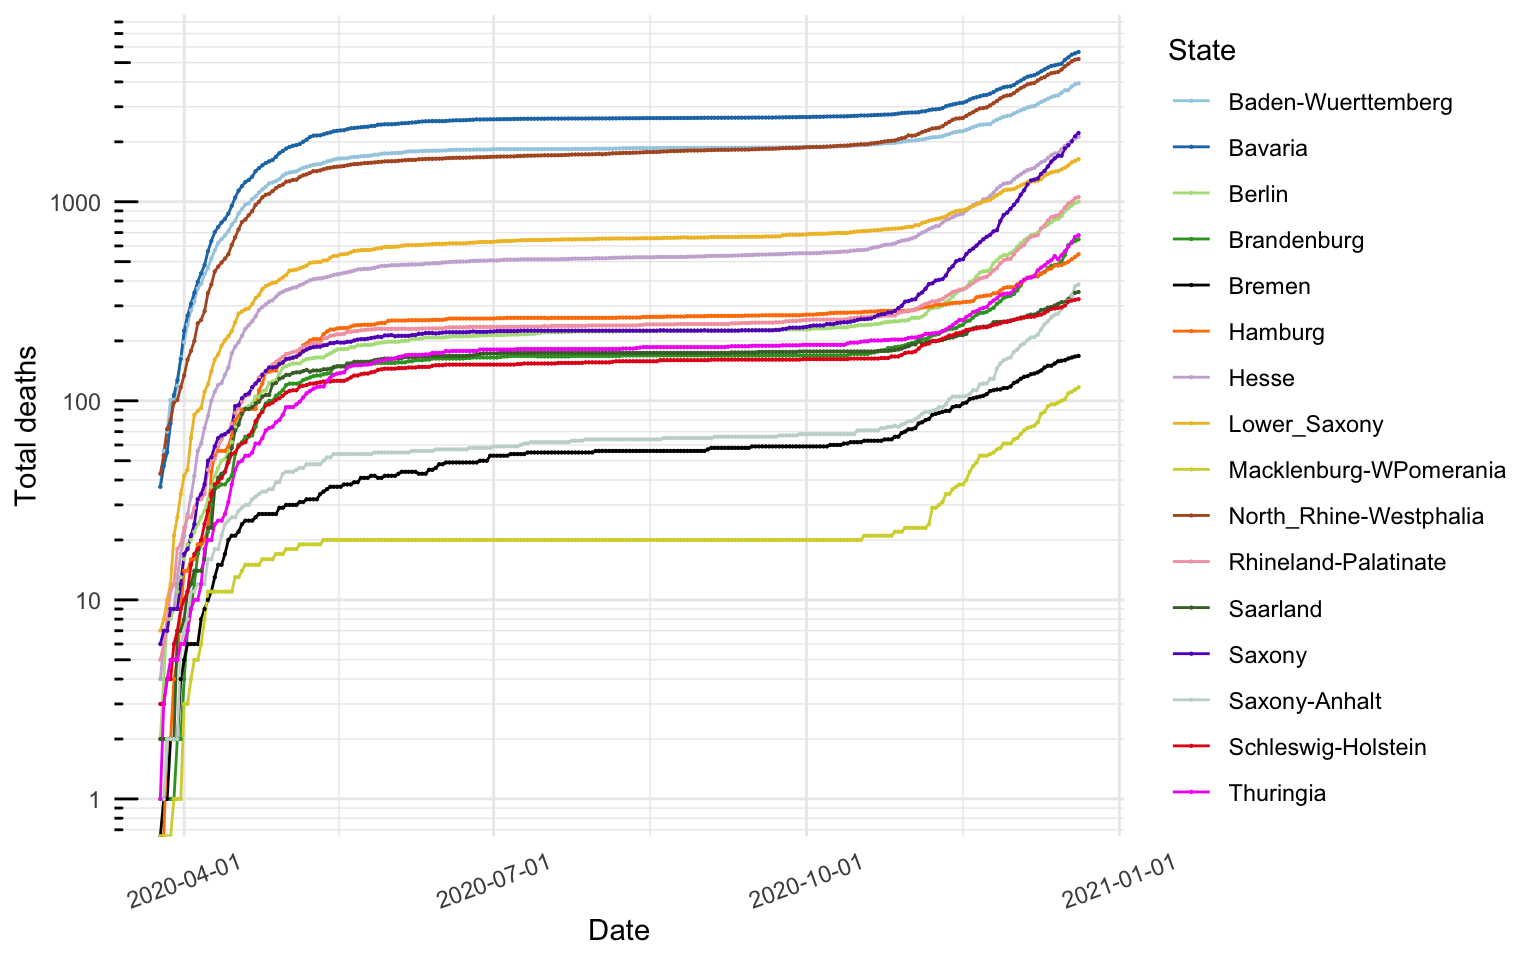 Total deaths
1000
100
10
1
2020-04-01
2020-07-01
2020-10-01
2021-01-01
Date
State
Baden-Wuerttemberg
Bavaria
Berlin
Brandenburg
Bremen
Hamburg
Hesse
Lower_Saxony
Macklenburg-WPomerania
North_Rhine-Westphalia
Rhineland-Palatinate
Saarland
Saxony
Saxony-Anhalt
Schleswig-Holstein
Thuringia